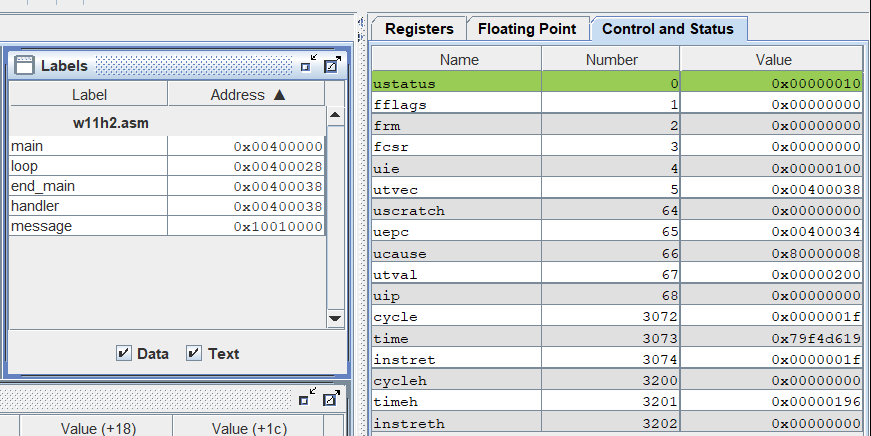 Labels
Label Address ▲
w11h2.asm
main 0x00400000
loop 0x00400028
end_main 0x00400038
handler 0x00400038
message 0x10010000
Data Text
Value (+18) Value (+1c)
Registers Floating Point Control and Status
Name Number Value
ustatus 0 0x00000010
fflags 1 0x00000000
frm 2 0x00000000
fcsr 3 0x00000000
uie 4 0x00000100
utvec 5 0x00400038
uscratch 64 0x00000000
uepc 65 0x00400034
ucause 66 0x80000008
utval 67 0x00000200
uip 68 0x00000000
cycle 3072 0x0000001f
time 3073 0x79f4d619
instret 3074 0x0000001f
cycleh 3200 0x00000000
timeh 3201 0x00000196
instreth 3202 0x00000000